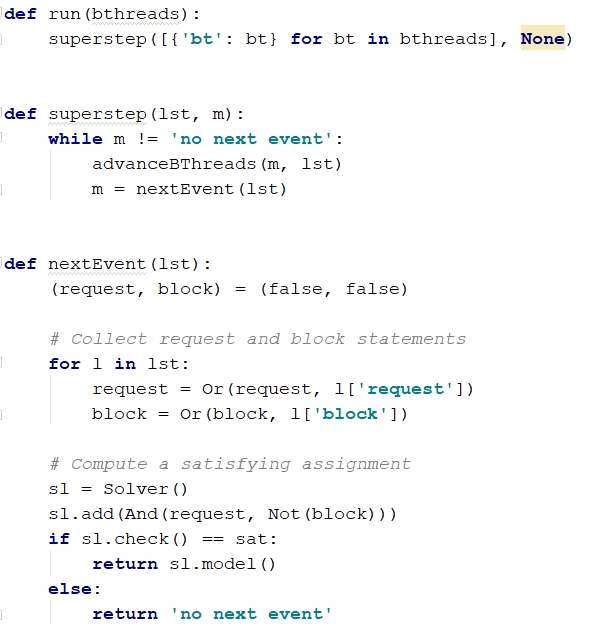 def run(bthreads):
    superstep([{'bt': bt} for bt in bthreads], None)
def superstep(lst, m):
    while m != 'no next event':
        advanceBThreads(m, lst)
        m = nextEvent(lst)
def nextEvent(lst):
    (request, block) = (false, false)
    # Collect request and block statements
    for l in lst:
        request = Or(request, l['request'])
        block = Or(block, l['block'])
    # Compute a satisfying assignment
    sl = Solver()
    sl.add(And(request, Not(block)))
    if sl.check() == sat:
        return sl.model()
    else:
        return 'no next event'